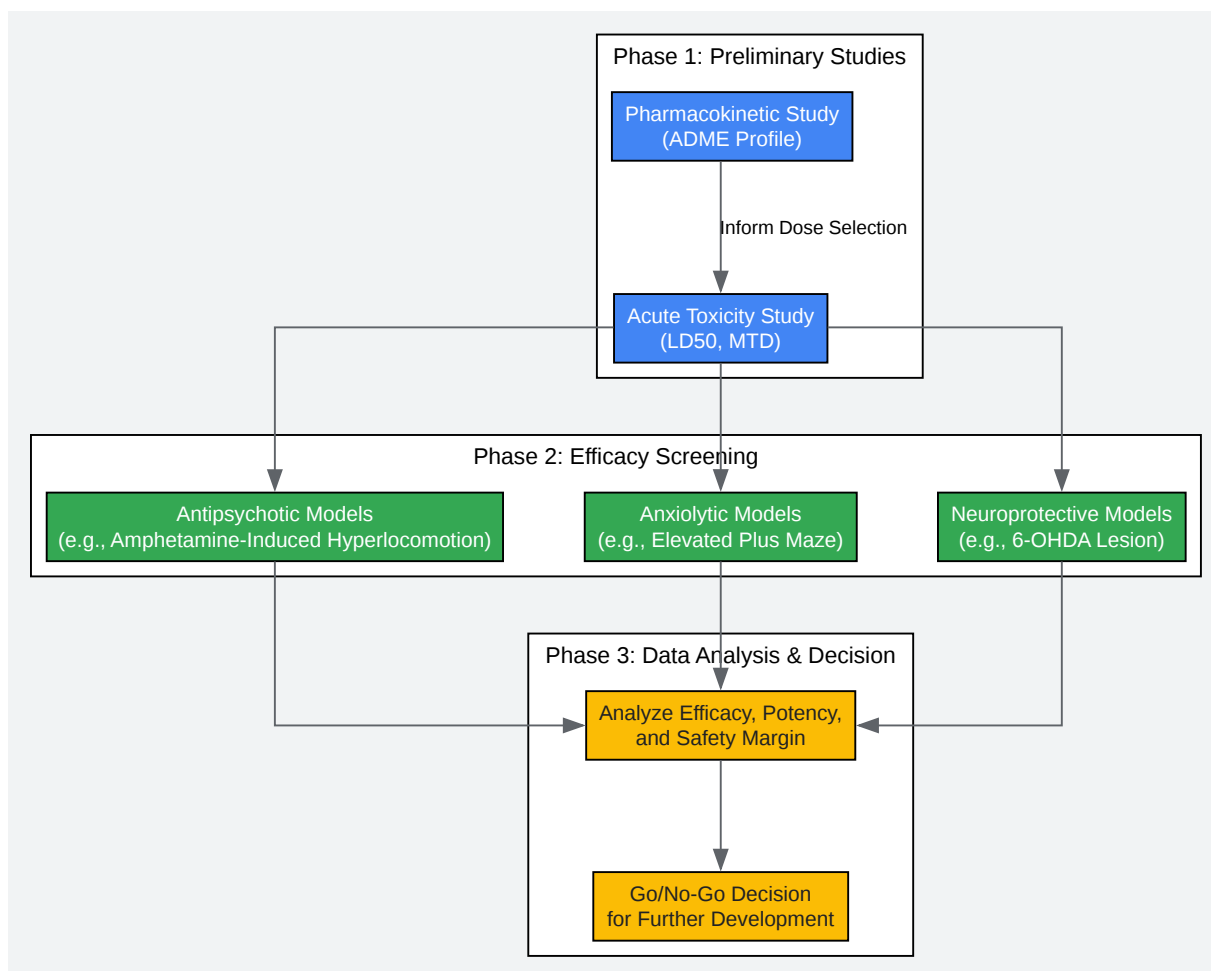 Phase 1: Preliminary Studies
Pharmacokinetic Study
(ADME Profile)
Inform Dose Selection
Acute Toxicity Study
(LD50, MTD)
Phase 2: Efficacy Screening
Antipsychotic Models
(e.g., Amphetamine-Induced Hyperlocomotion)
Anxiolytic Models
(e.g., Elevated Plus Maze)
Neuroprotective Models
(e.g., 6-OHDA Lesion)
Phase 3: Data Analysis & Decision
Analyze Efficacy, Potency,
and Safety Margin
Go/No-Go Decision
for Further Development